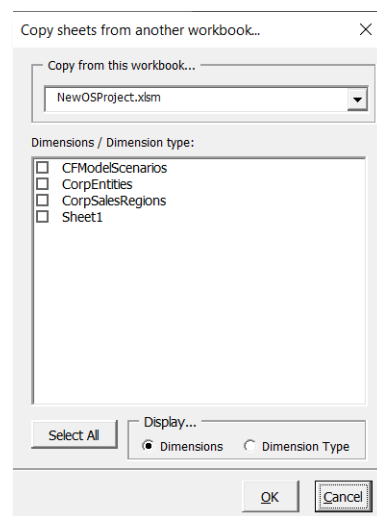 Copy sheets from another workbook...
Copy from this workbook...
NewOSProject.xlsm
Dimensions / Dimension type:
CFModelScenarios
CorpEntities
CorpSalesRegions
Sheet1
Select All
Display...
Dimensions
Dimension Type
OK
Cancel